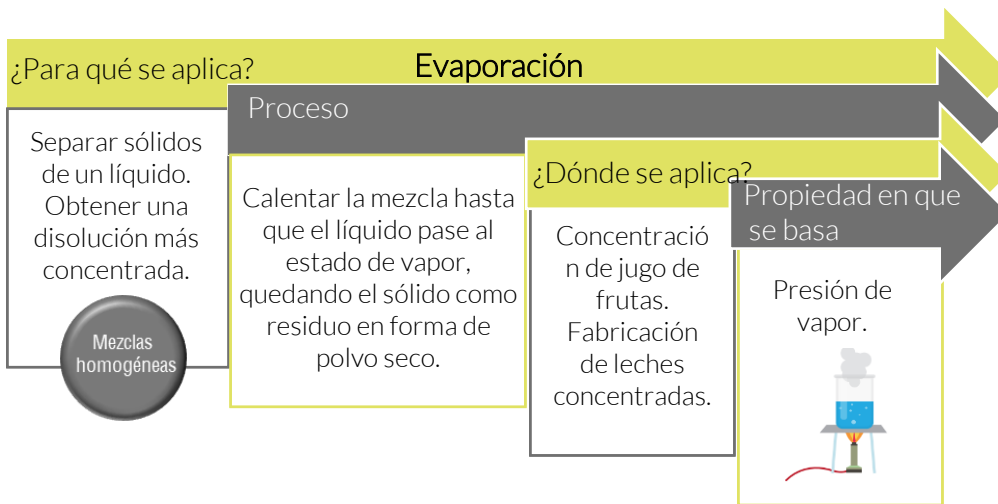 Evaporación
¿Para qué se aplica?
Separar sólidos
de un líquido.
Obtener una
disolución más
concentrada.
Mezclas
homogéneas
Proceso
Calentar la mezcla hasta
que el líquido pase al
estado de vapor,
quedando el sólido como
residuo en forma de
polvo seco.
¿Dónde se aplica?
Concentració
n de jugo de
frutas.
Fabricación
de leches
concentradas.
Propiedad en que
se basa
Presión de
vapor.